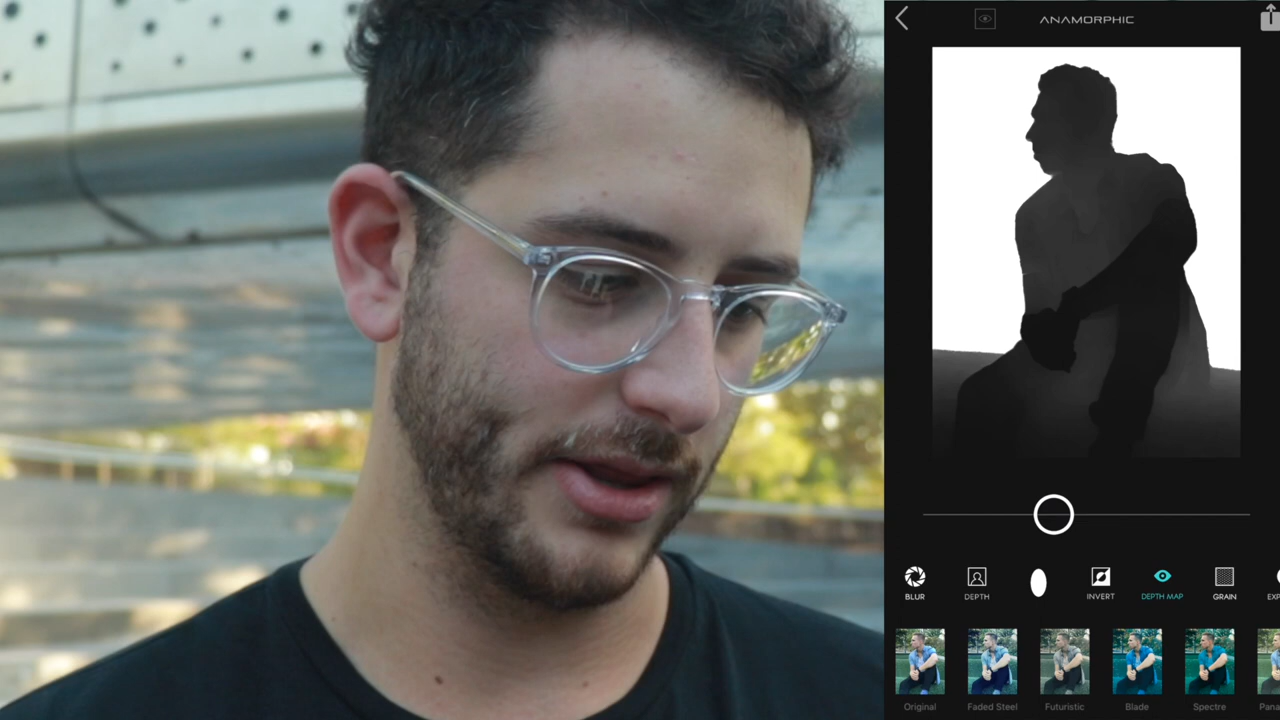 ANAMORPHIC
BLUR
DEPTH
INVERT
DEPTH MAP
GRAIN
Original
Faded Steel
Futuristic
Blade
Spectre